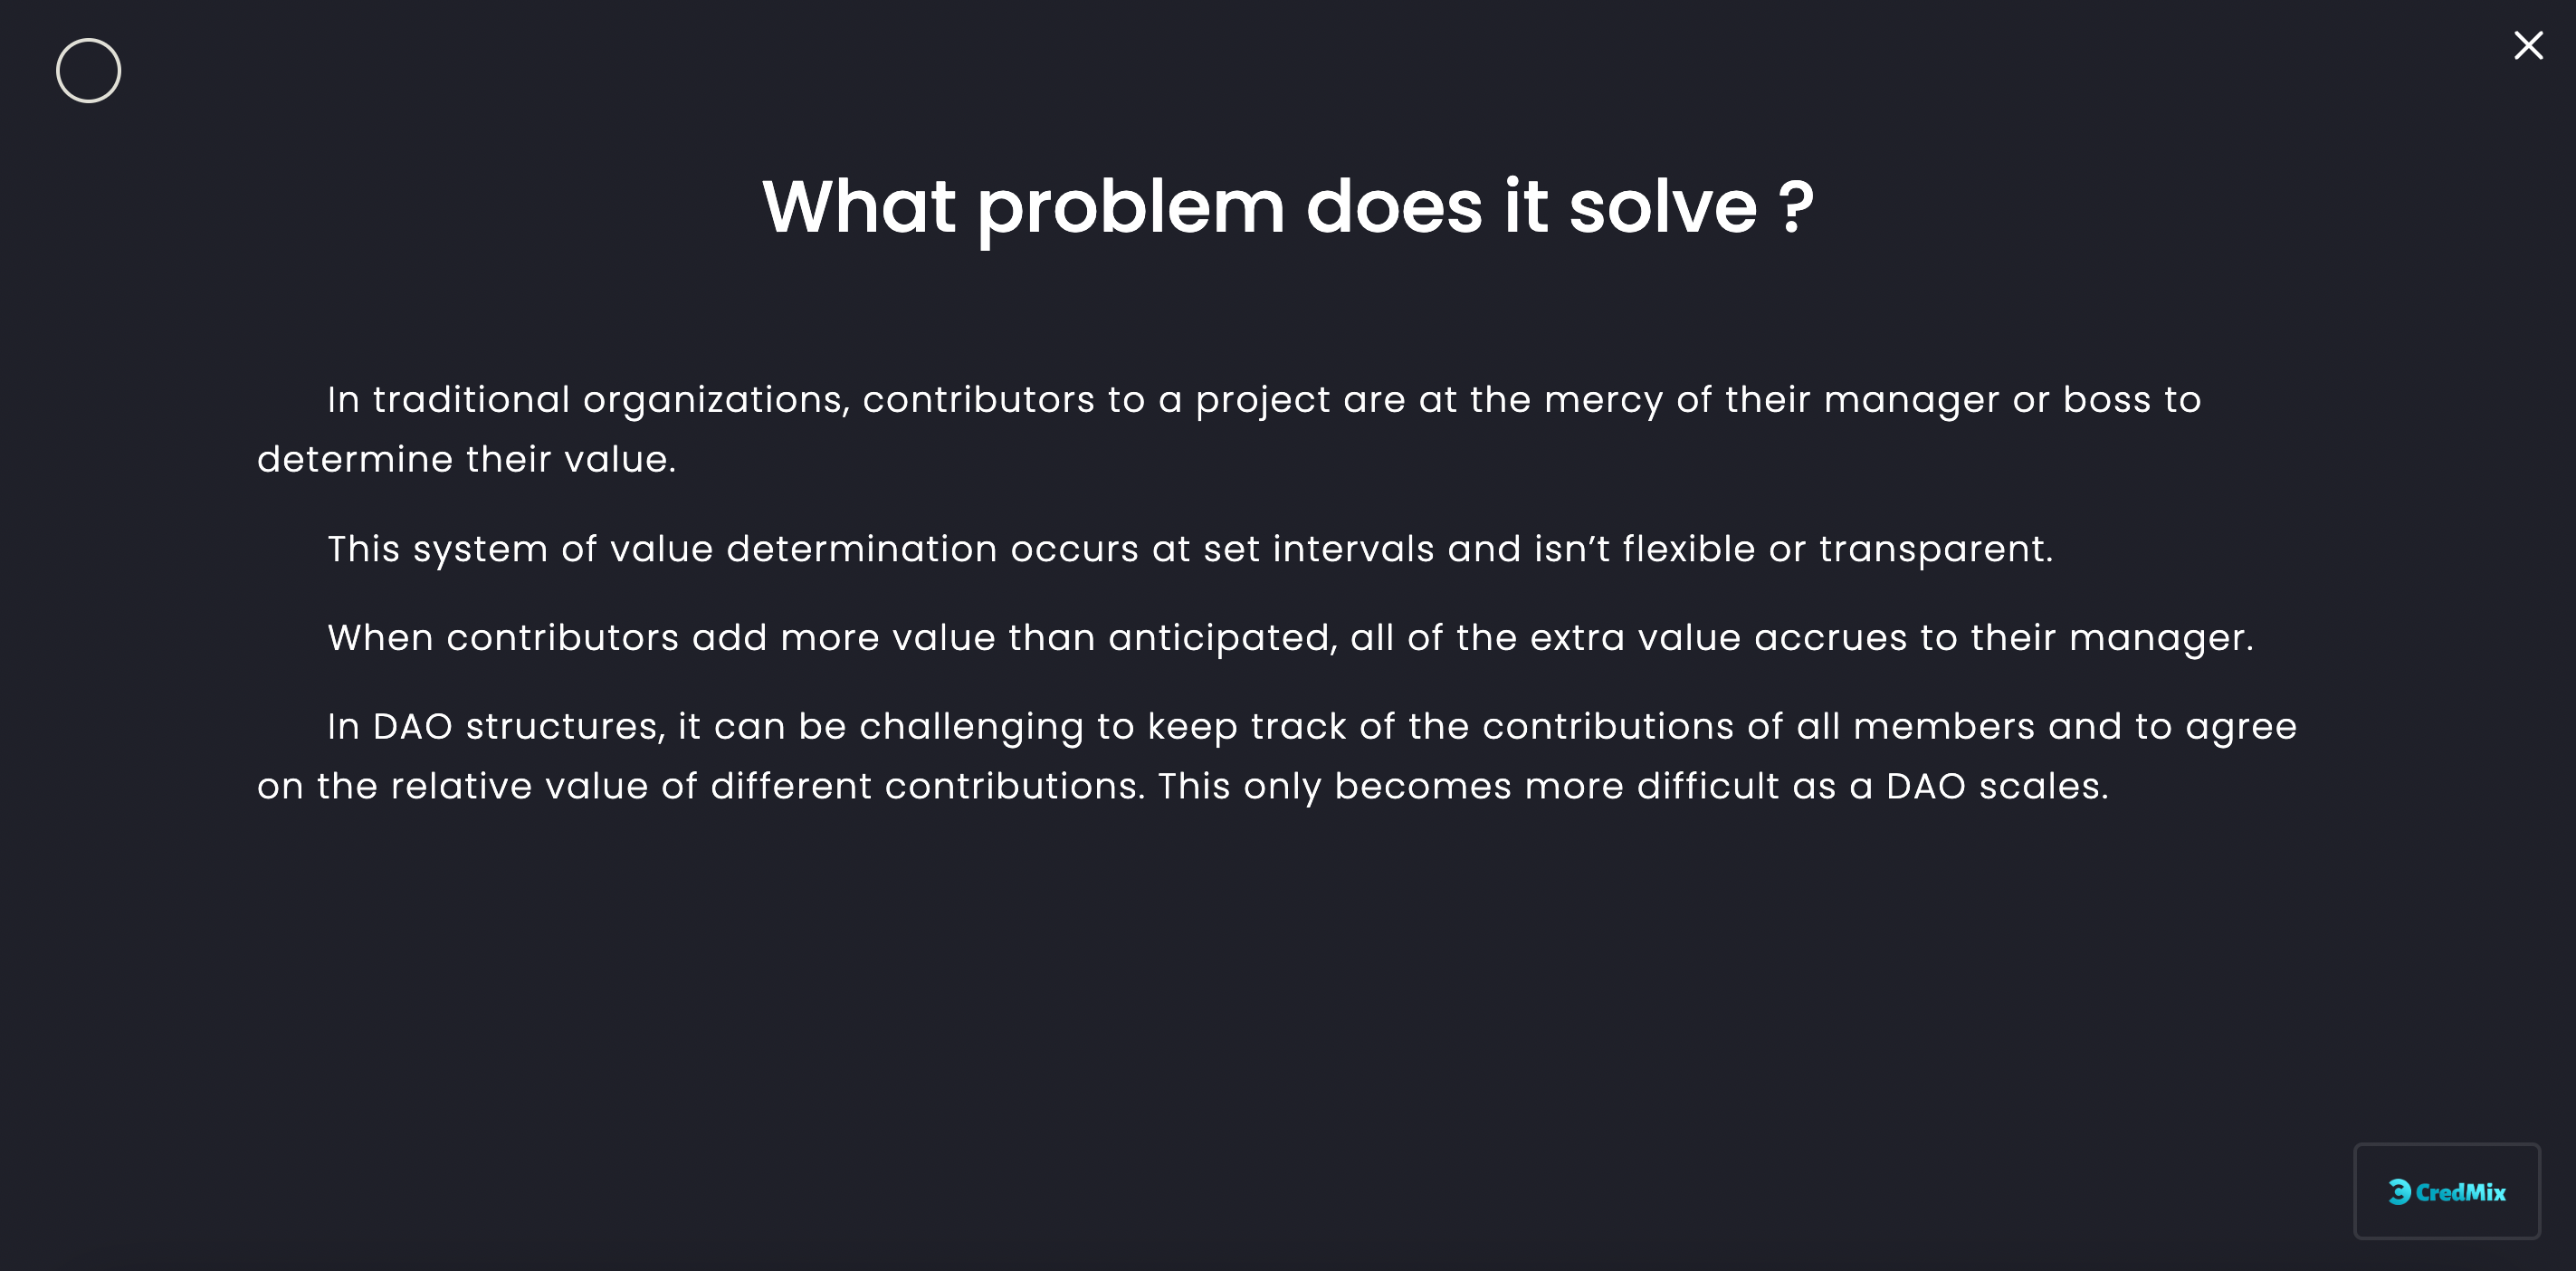 What problem does it solve ?
In traditional organizations, contributors to a project are at the mercy of their manager or boss to
determine their value.
This system of value determination occurs at set intervals and isn’t flexible or transparent.
When contributors add more value than anticipated, all of the extra value accrues to their manager.
In DAO structures, it can be challenging to keep track of the contributions of all members and to agree
on the relative value of different contributions. This only becomes more difficult as a DAO scales.
CredMix